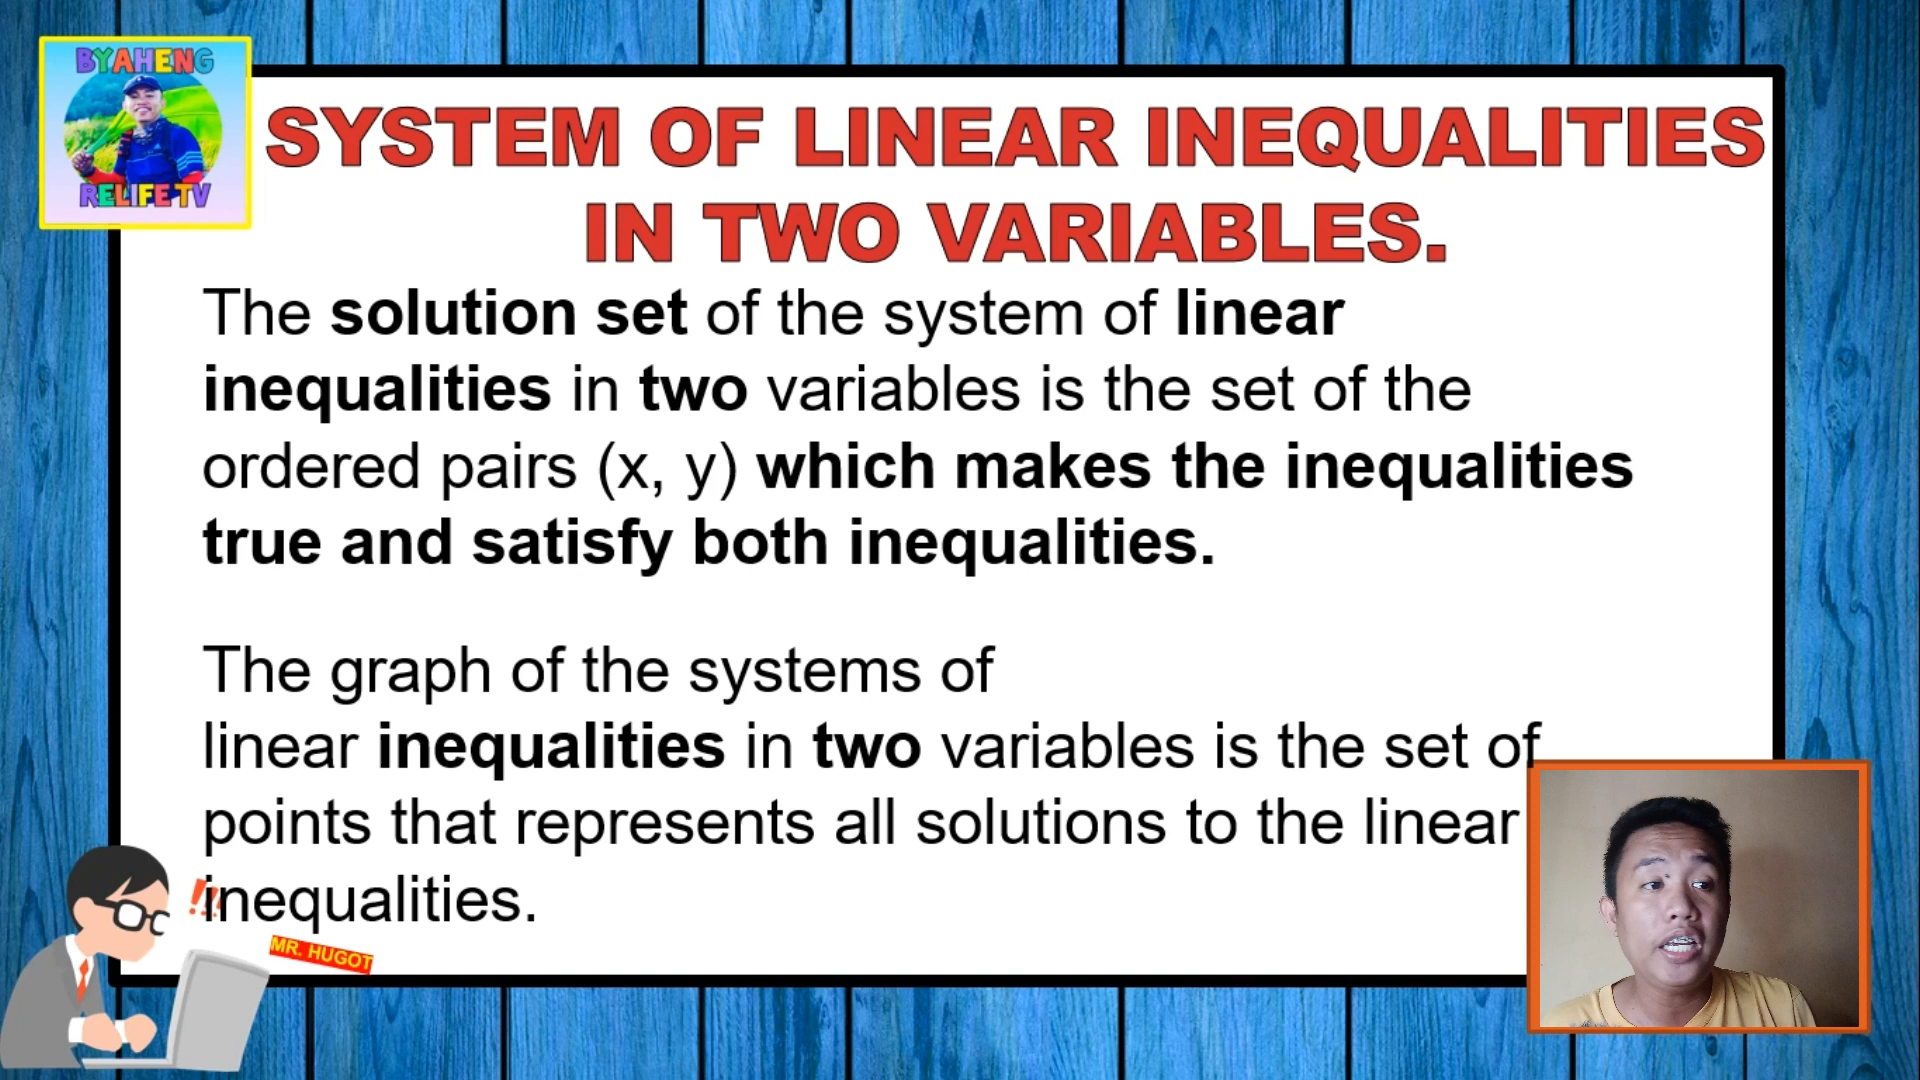 BYAHENG
RELIFE TV
SYSTEM OF LINEAR INEQUALITIES
IN TWO VARIABLES.
The solution set of the system of linear
inequalities in two variables is the set of the
ordered pairs (x, y) which makes the inequalities
true and satisfy both inequalities.
The graph of the systems of
linear inequalities in two variables is the set of
points that represents all solutions to the linear
inequalities.
!!!
MR. HUGOT